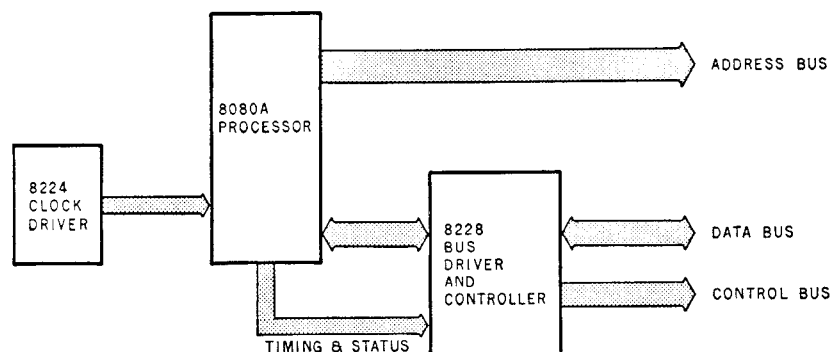 ADDRESS BUS
8080A
PROCESSOR
8224
CLOCK
DRIVER
8228
BUS
DRIVER
AND
CONTROLLER
DATA BUS
CONTROL BUS
TIMING & STATUS